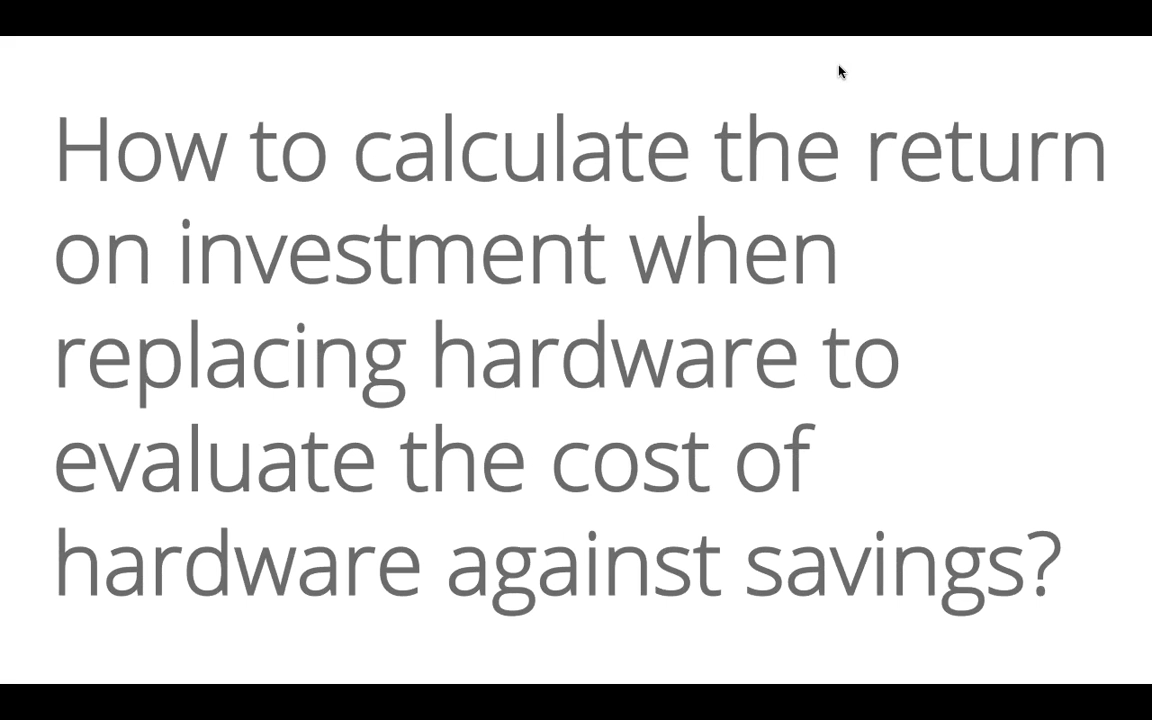 How to calculate the return
on investment when
replacing hardware to
evaluate the cost of
hardware against savings?